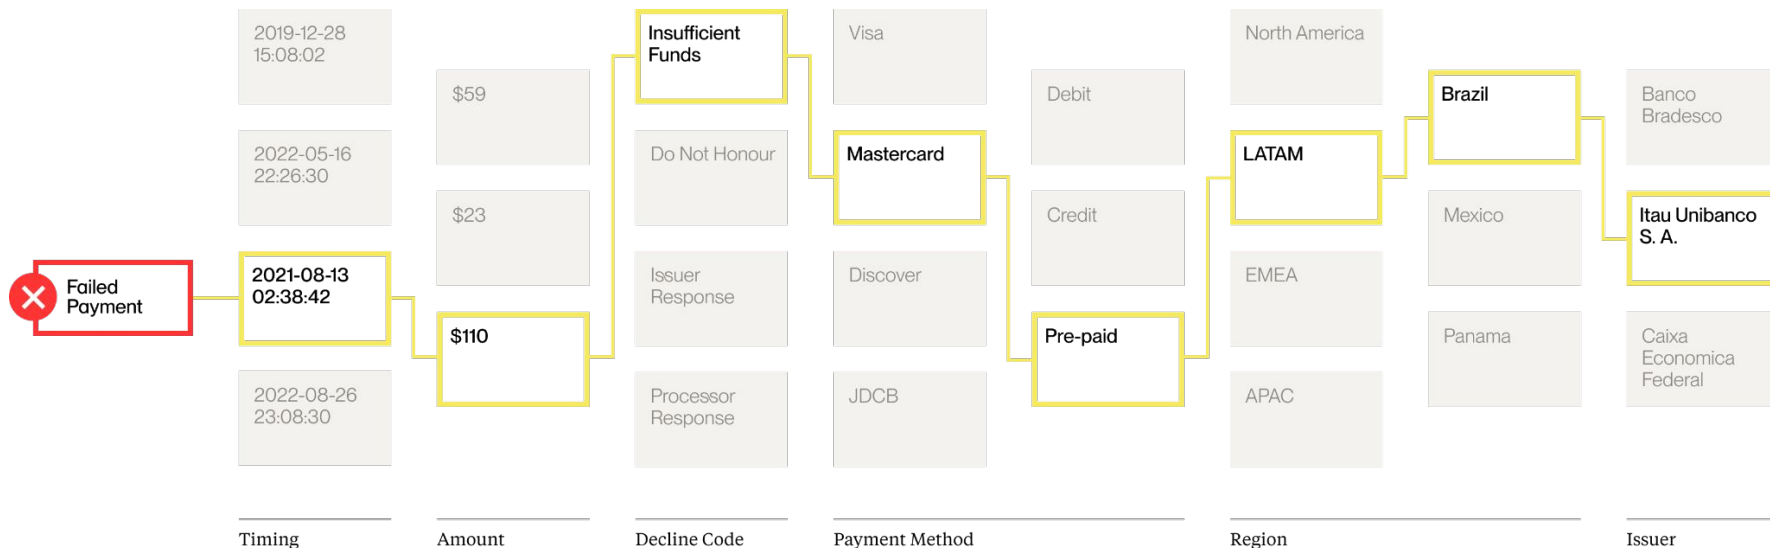 Failed
Payment
2019-12-28
15:08:02
2022-05-16
22:26:30
2021-08-13
02:38:42
2022-08-26
23:08:30
Timing
$59
$23
$110
Amount
Insufficient
Funds
Do Not Honour
Issuer
Response
Processor
Response
Decline Code
Visa
Mastercard
Discover
JDCB
Debit
Credit
Pre-paid
Payment Method
North America
LATAM
EMEA
APAC
Brazil
Mexico
Panama
Region
Banco
Bradesco
Itau Unibanco
S. A.
Caixa
Economica
Federal
Issuer